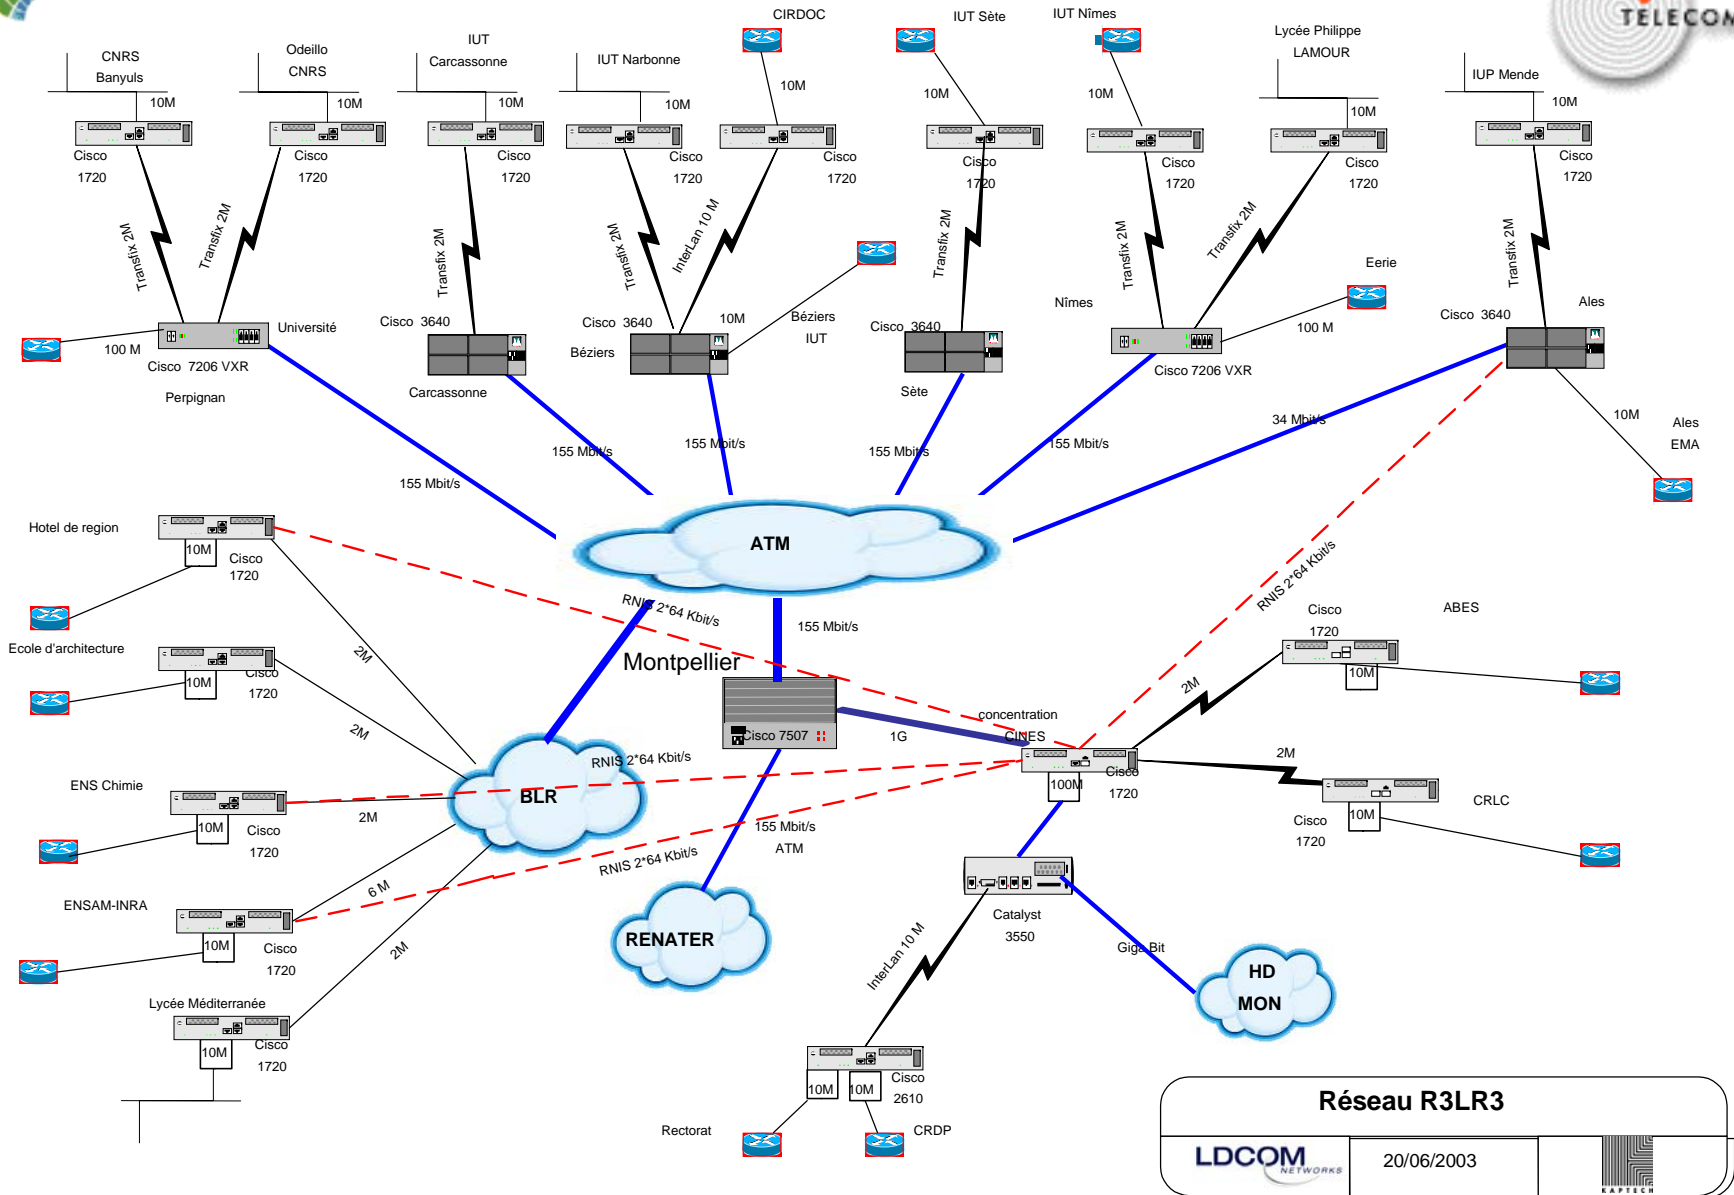 TELECOM
CIRDOC
IUT Sète
IUT Nîmes
Lycée Philippe
LAMOUR
CNRS
Banyuls
Odeillo
CNRS
IUT
Carcassonne
IUT Narbonne
IUP Mende
10M
10M
10M
10M
10M
10M
10M
10M
10M
Cisco
1720
Cisco
1720
Cisco
1720
Cisco
1720
Cisco
1720
Cisco
1720
Cisco
1720
Cisco
1720
Cisco
1720
Transfix 2M
Transfix 2M
Transfix 2M
Transfix 2M
InterLan 10 M
Transfix 2M
Transfix 2M
Transfix 2M
Transfix 2M
Université
100 M
Cisco 7206 VXR
Perpignan
Cisco 3640
Carcassonne
Cisco 3640
Béziers
10M
Béziers
IUT
Cisco 3640
Sète
Nîmes
Cisco 7206 VXR
Eerie
100 M
Cisco 3640
Ales
10M
Ales
EMA
155 Mbit/s
155 Mbit/s
155 Mbit/s
155 Mbit/s
155 Mbit/s
34 Mbit/s
ATM
Hotel de region
10M
Cisco
1720
Ecole d'architecture
10M
Cisco
1720
ENS Chimie
10M
Cisco
1720
ENSAM-INRA
10M
Cisco
1720
Lycée Méditerranée
10M
Cisco
1720
2M
2M
2M
6 M
2M
BLR
RNIS 2*64 Kbit/s
RNIS 2*64 Kbit/s
RNIS 2*64 Kbit/s
RNIS 2*64 Kbit/s
155 Mbit/s
Montpellier
Cisco 7507
1G
155 Mbit/s
ATM
RENATER
concentration
CINES
100M
Cisco
1720
Cisco
1720
ABES
10M
2M
2M
CRLC
Cisco
1720
10M
Catalyst
3550
Giga Bit
HD
MON
InterLan 10 M
Cisco
2610
10M
10M
Rectorat
CRDP
Réseau R3LR3
LDCOM
NETWORKS
20/06/2003
KAPTECH